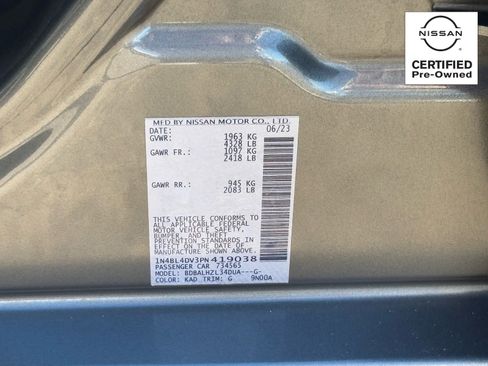 NISSAN
CERTIFIED
Pre-Owned
MFD BY NISSAN MOTOR CO., LTD.
DATE: 06/23
GVWR: 1963 KG
4328 LB
GAWR FR.: 1097 KG
2418 LB
GAWR RR.: 945 KG
2083 LB
THIS VEHICLE CONFORMS TO
ALL APPLICABLE FEDERAL
MOTOR VEHICLE SAFETY,
BUMPER, AND THEFT
PREVENTION STANDARDS IN
EFFECT ON THE DATE OF
MANUFACTURE SHOWN ABOVE.
1N4BL4DV3PN419038
PASSENGER CAR 734565
MODEL: BDBALHZL34DUA---G-
COLOR: KAD TRIM: G 9N00A